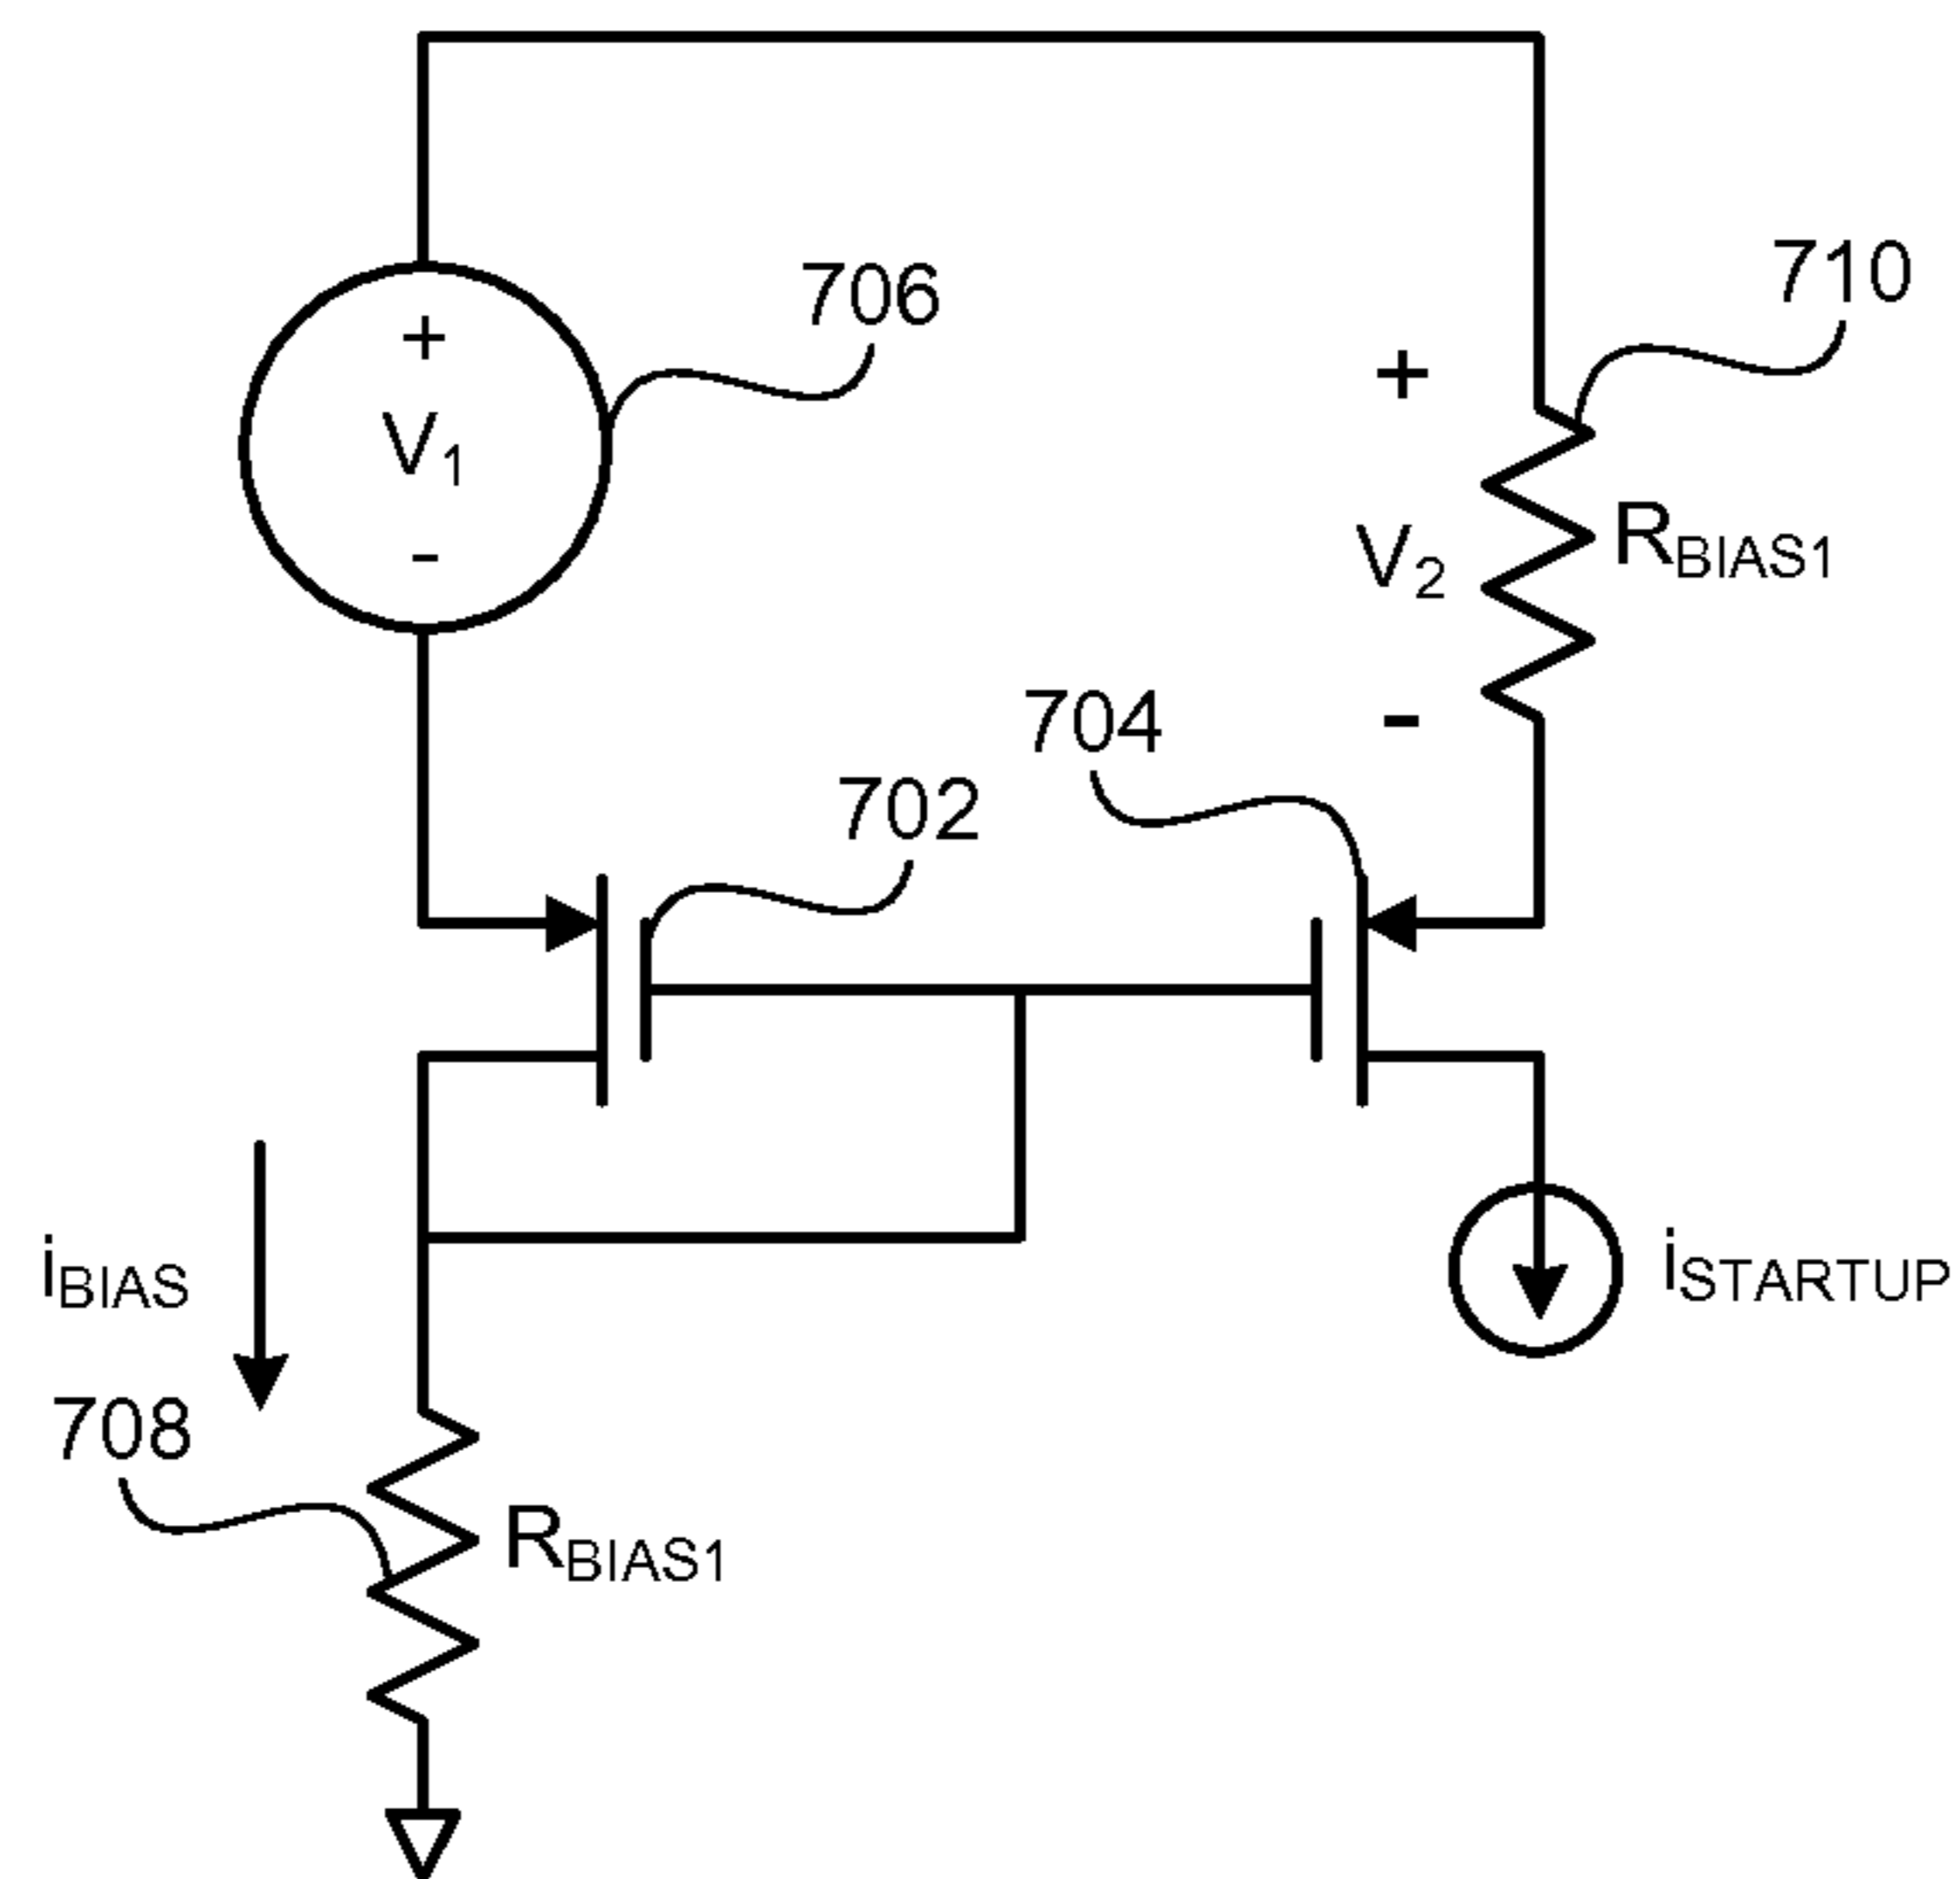 710
706
+
V1
-
+
V2
-
RBIAS1
704
702
iBIAS
iSTARTUP
708
RBIAS1